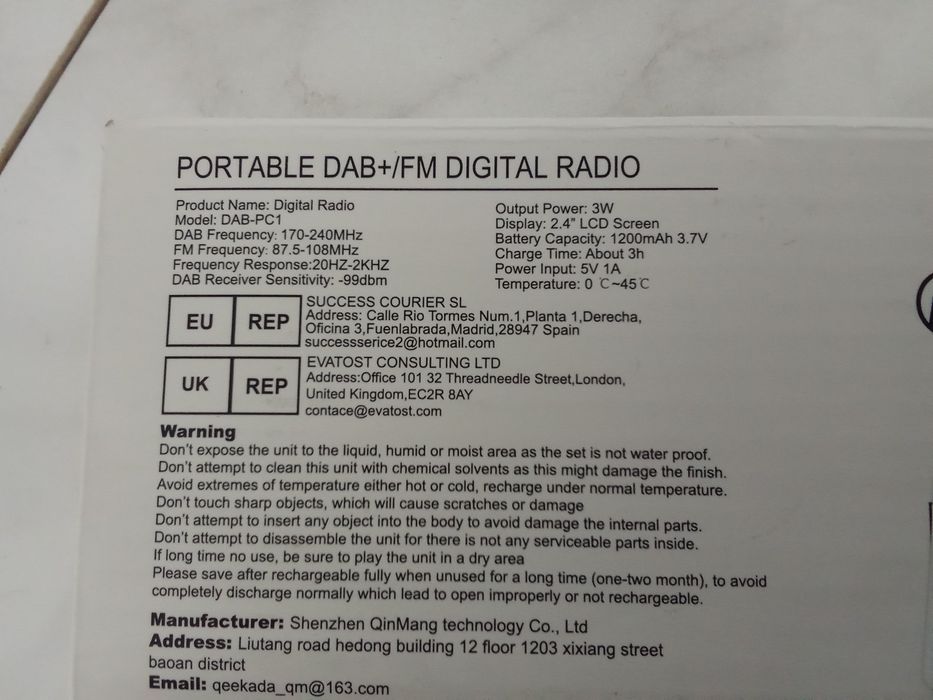 PORTABLE DAB+/FM DIGITAL RADIO
Product Name: Digital Radio
Model: DAB-PC1
DAB Frequency: 170-240MHz
FM Frequency: 87.5-108MHz
Frequency Response:20HZ-2KHZ
DAB Receiver Sensitivity: -99dbm
Output Power: 3W
Display: 2.4" LCD Screen
Battery Capacity: 1200mAh 3.7V
Charge Time: About 3h
Power Input: 5V 1A
Temperature: 0 ℃~45℃
EU REP
SUCCESS COURIER SL
Address: Calle Rio Tormes Num.1,Planta 1,Derecha,
Oficina 3,Fuenlabrada,Madrid,28947 Spain
successserice2@hotmail.com
UK REP
EVATOST CONSULTING LTD
Address:Office 101 32 Threadneedle Street,London,
United Kingdom,EC2R 8AY
contace@evatost.com
Warning
Don't expose the unit to the liquid, humid or moist area as the set is not water proof.
Don't attempt to clean this unit with chemical solvents as this might damage the finish.
Avoid extremes of temperature either hot or cold, recharge under normal temperature.
Don't touch sharp objects, which will cause scratches or damage
Don't attempt to insert any object into the body to avoid damage the internal parts.
Don't attempt to disassemble the unit for there is not any serviceable parts inside.
If long time no use, be sure to play the unit in a dry area
Please save after rechargeable fully when unused for a long time (one-two month), to avoid
completely discharge normally which lead to open improperly or not rechargeable.
Manufacturer: Shenzhen QinMang technology Co., Ltd
Address: Liutang road hedong building 12 floor 1203 xixiang street
baoan district
Email: qeekada_qm@163.com